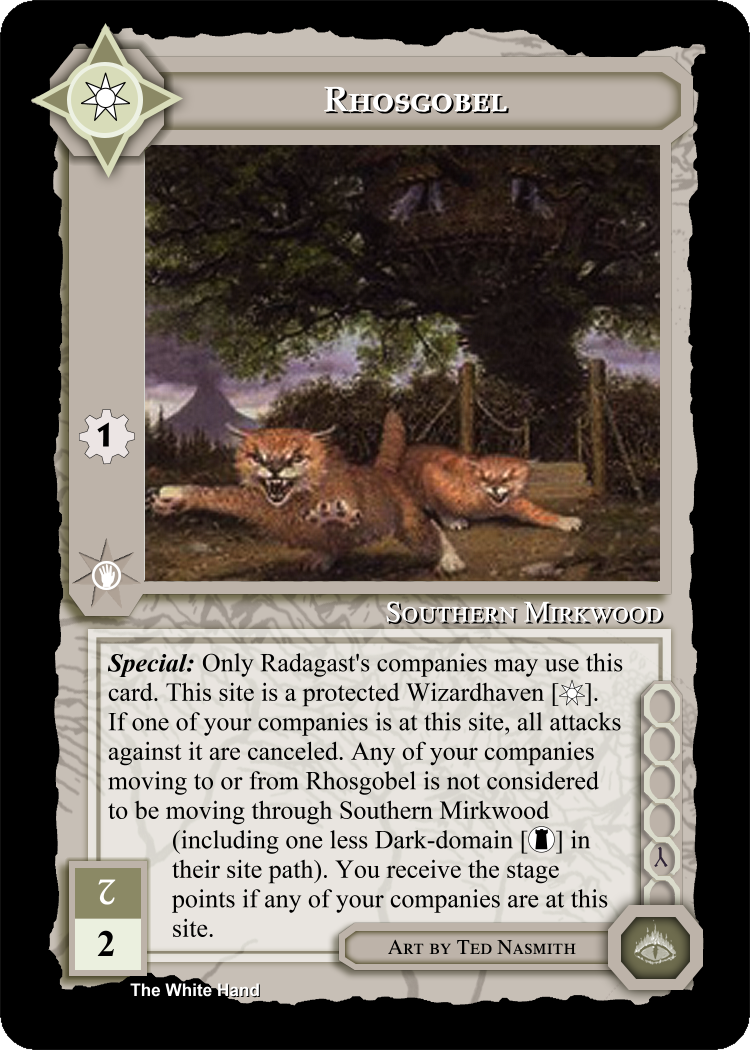 Rhosgobel
1
Southern Mirkwood
Special: Only Radagast's companies may use this
card. This site is a protected Wizardhaven [ ].
If one of your companies is at this site, all attacks
against it are canceled. Any of your companies
moving to or from Rhosgobel is not considered
to be moving through Southern Mirkwood
(including one less Dark-domain [ ] in
their site path). You receive the stage
points if any of your companies are at this
site.
2
Art by Ted Nasmith
The White Hand